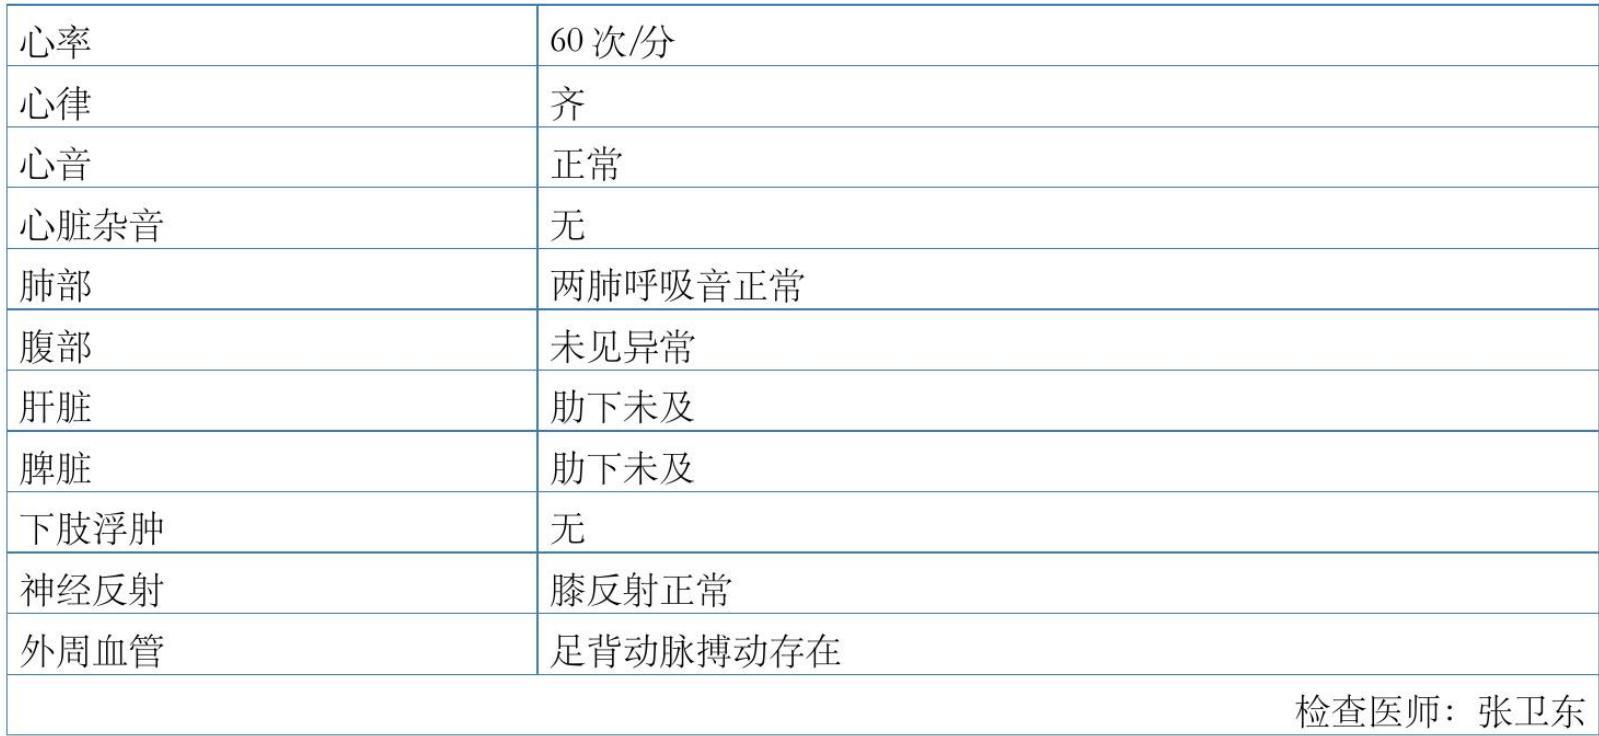 心率 60 次/分
心律 齐
心音 正常
心脏杂音 无
肺部 两肺呼吸音正常
腹部 未见异常
肝脏 肋下未及
脾脏 肋下未及
下肢浮肿 无
神经反射 膝反射正常
外周血管 足背动脉搏动存在
检查医师：张卫东